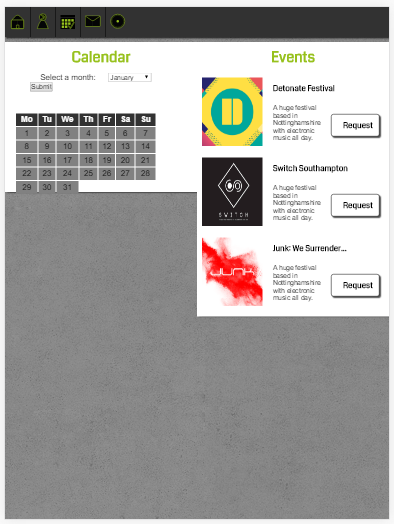 Calendar
Select a month: January
Submit
Mo Tu We Th Fr Sa Su
1 2 3 4 5 6 7
8 9 10 11 12 13 14
15 16 17 18 19 20 21
22 23 24 25 26 27 28
29 30 31
Events
D
Detonate Festival
A huge festival
based in
Nottinghamshire
with electronic
music all day.
Request
SWITCH
Switch Southampton
A huge festival
based in
Nottinghamshire
with electronic
music all day.
Request
JUNK
Junk: We Surrender...
A huge festival
based in
Nottinghamshire
with electronic
music all day.
Request